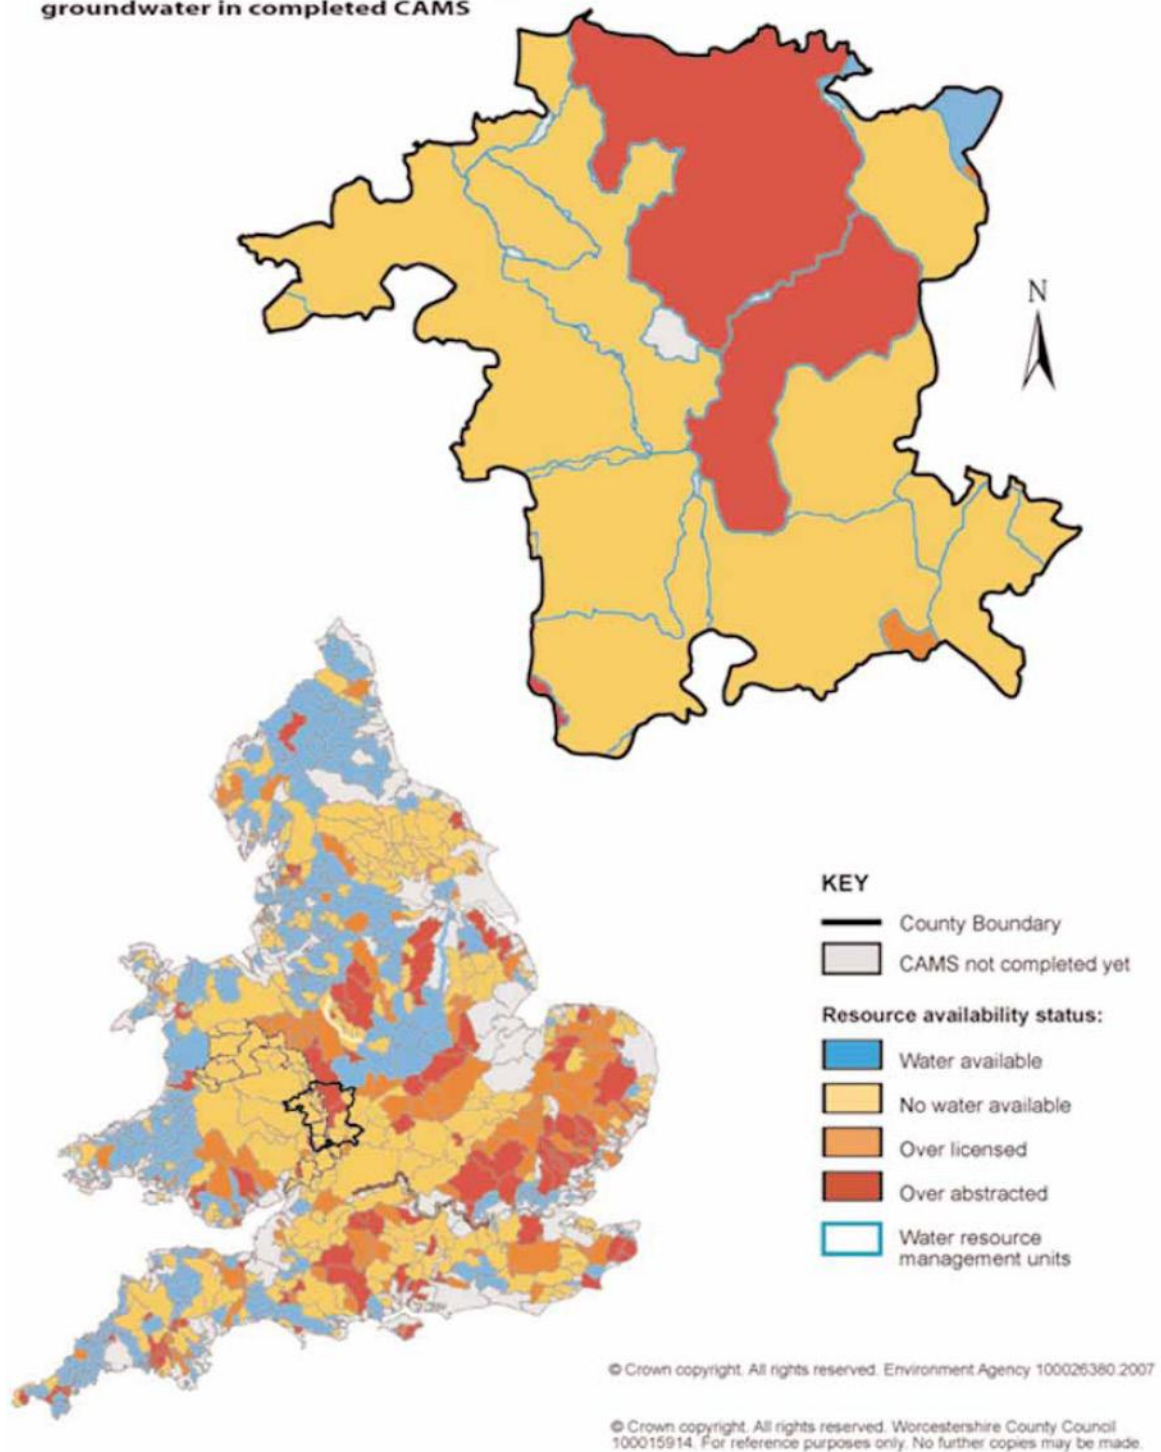 groundwater in completed CAMS
N
KEY
County Boundary
CAMS not completed yet
Resource availability status:
Water available
No water available
Over licensed
Over abstracted
Water resource
management units
© Crown copyright. All rights reserved. Environment Agency 100026380.2007
© Crown copyright. All rights reserved. Worcestershire County Council
100015914. For reference purposes only. No further copies may be made.